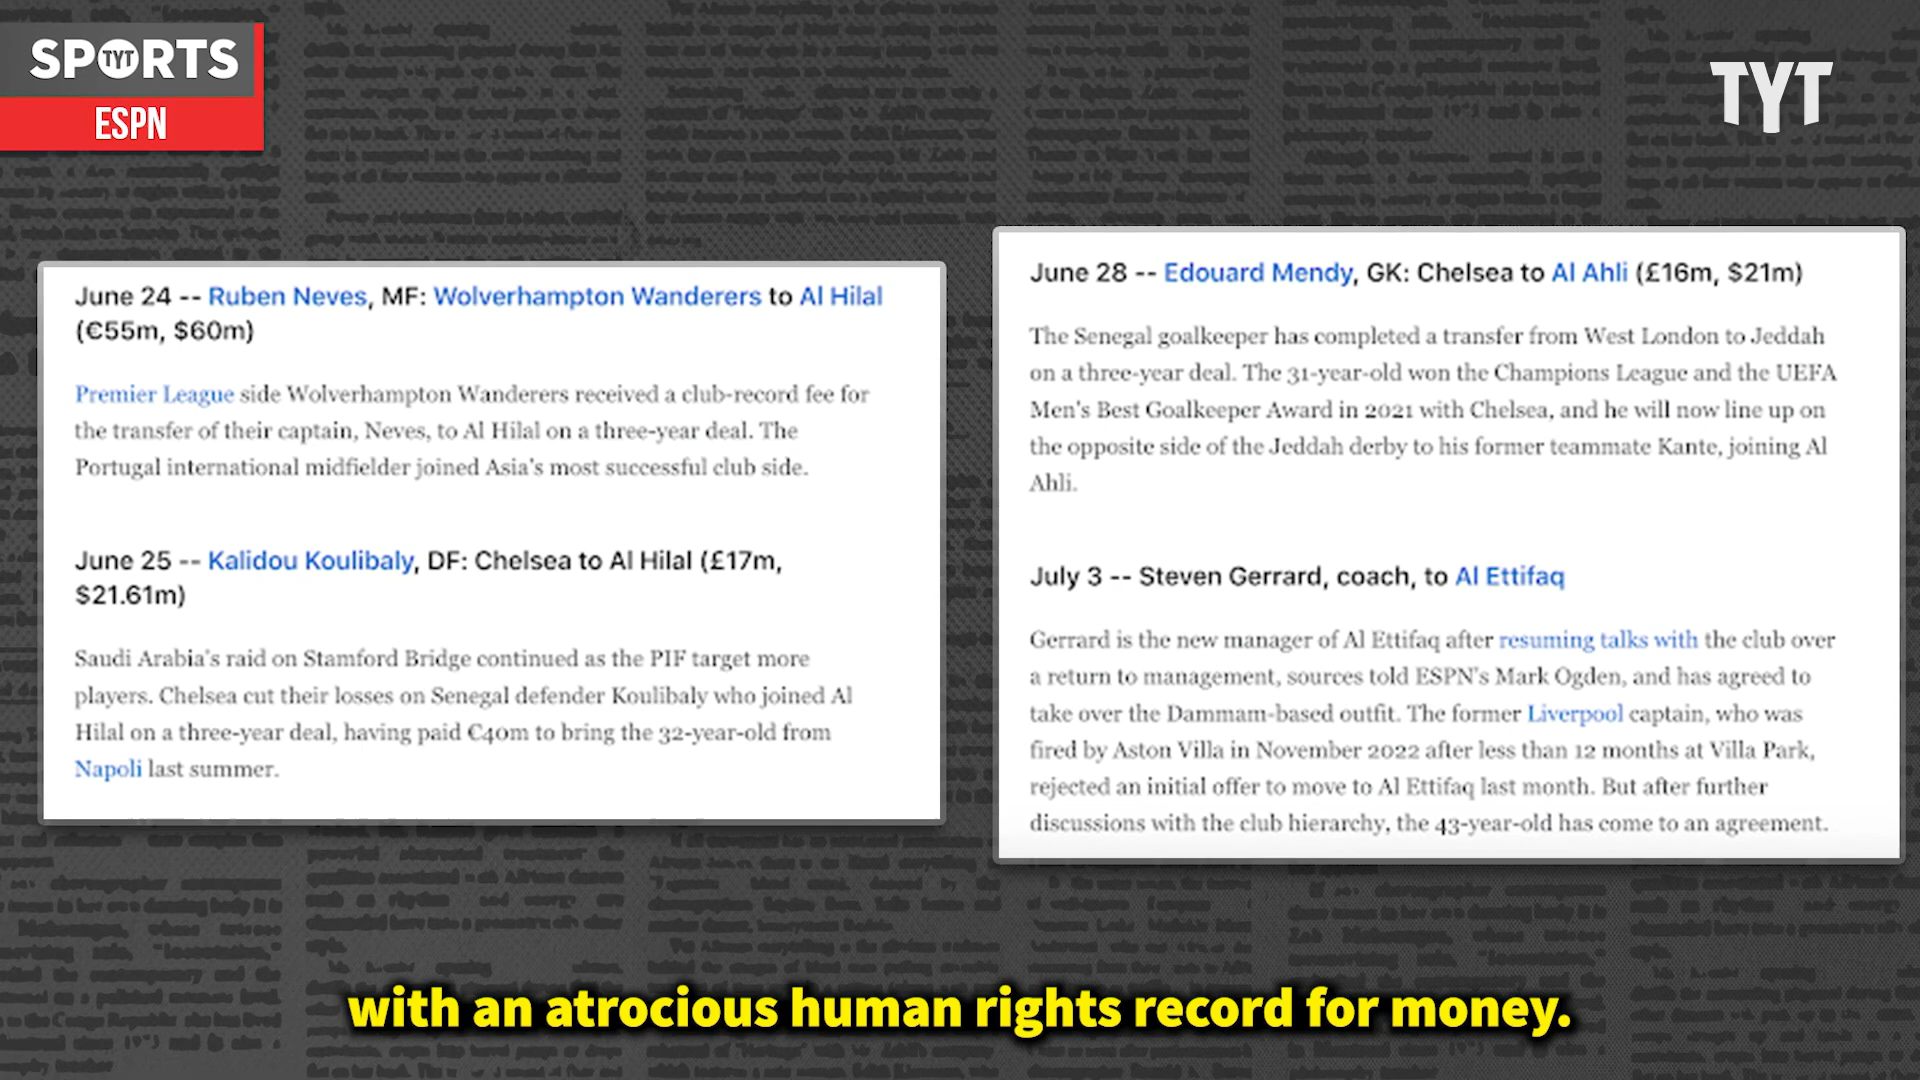 SPORTS
TYT
ESPN
TYT
June 24 -- Ruben Neves, MF: Wolverhampton Wanderers to Al Hilal
(€55m, $60m)
Premier League side Wolverhampton Wanderers received a club-record fee for
the transfer of their captain, Neves, to Al Hilal on a three-year deal. The
Portugal international midfielder joined Asia's most successful club side.
June 25 -- Kalidou Koulibaly, DF: Chelsea to Al Hilal (£17m,
$21.61m)
Saudi Arabia's raid on Stamford Bridge continued as the PIF target more
players. Chelsea cut their losses on Senegal defender Koulibaly who joined Al
Hilal on a three-year deal, having paid €40m to bring the 32-year-old from
Napoli last summer.
June 28 -- Edouard Mendy, GK: Chelsea to Al Ahli (£16m, $21m)
The Senegal goalkeeper has completed a transfer from West London to Jeddah
on a three-year deal. The 31-year-old won the Champions League and the UEFA
Men's Best Goalkeeper Award in 2021 with Chelsea, and he will now line up on
the opposite side of the Jeddah derby to his former teammate Kante, joining Al
Ahli.
July 3 -- Steven Gerrard, coach, to Al Ettifaq
Gerrard is the new manager of Al Ettifaq after resuming talks with the club over
a return to management, sources told ESPN's Mark Ogden, and has agreed to
take over the Dammam-based outfit. The former Liverpool captain, who was
fired by Aston Villa in November 2022 after less than 12 months at Villa Park,
rejected an initial offer to move to Al Ettifaq last month. But after further
discussions with the club hierarchy, the 43-year-old has come to an agreement.
with an atrocious human rights record for money.